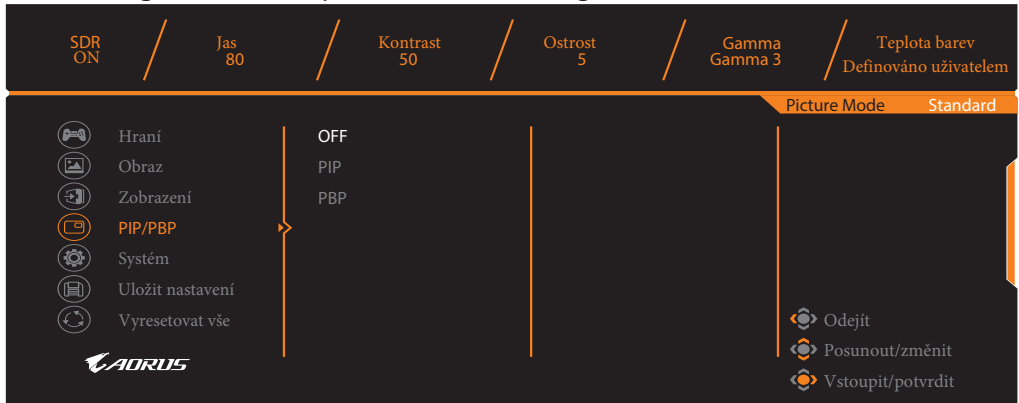 SDR
ON
Jas
80
Kontrast
50
Ostrost
5
Gamma
Gamma 3
Teplota barev
Definováno uživatelem
Picture Mode Standard
Hraní
Obraz
Zobrazení
PIP/PBP
Systém
Uložit nastavení
Vyresetovat vše
OFF
PIP
PBP
Odejít
Posunout/změnit
Vstoupit/potvrdit
AORUS